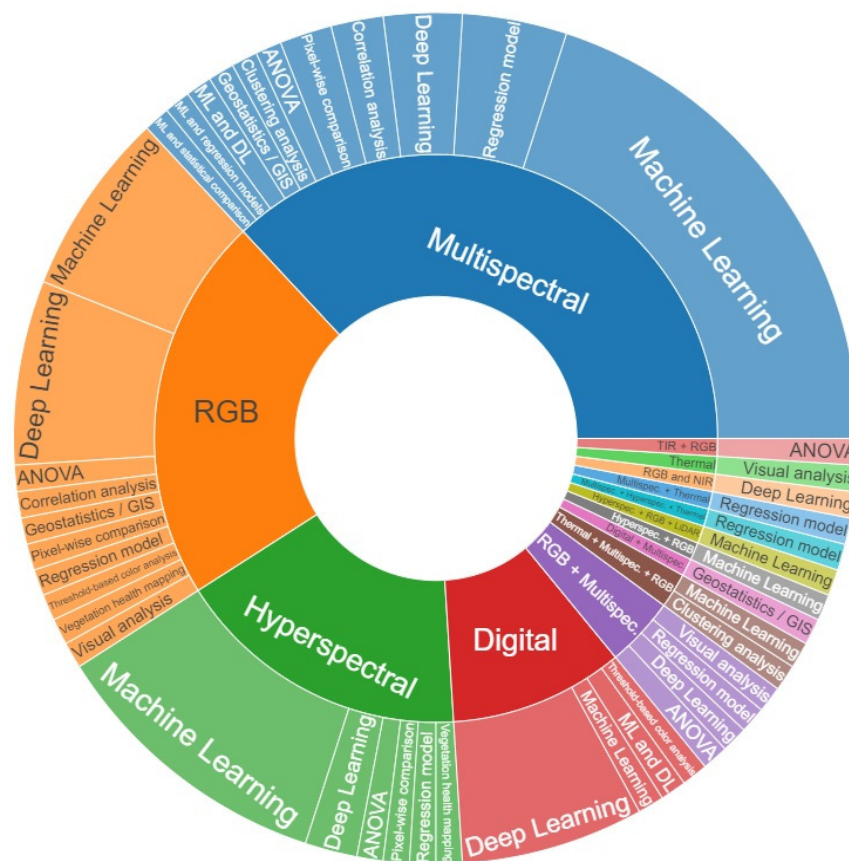 Multispectral
Machine Learning
Regression model
Deep Learning
Correlation analysis
Pixel-wise comparison
ANOVA
Clustering analysis
Geostatistics / GIS
ML and DL
ML and regression models
ML and statistical comparison
RGB
Machine Learning
Deep Learning
ANOVA
Correlation analysis
Geostatistics / GIS
Pixel-wise comparison
Regression model
Threshold-based color analysis
Vegetation health mapping
Visual analysis
Hyperspectral
Machine Learning
Deep Learning
ANOVA
Pixel-wise comparison
Regression model
Vegetation health mapping
Digital
Deep Learning
Machine Learning
ML and DL
Threshold-based color analysis
RGB + Multispec.
ANOVA
Deep Learning
Regression model
Visual analysis
Thermal + Multispec. + RGB
Clustering analysis
Machine Learning
Digital + Multispec.
Geostatistics / GIS
Hyperspec. + RGB
Machine Learning
Hyperspec. + RGB + LiDAR
Machine Learning
Multispec. + Hyperspec. + Thermal
Regression model
Multispec. + Thermal
Regression model
RGB and NIR
Deep Learning
Thermal
Visual analysis
TIR + RGB
ANOVA